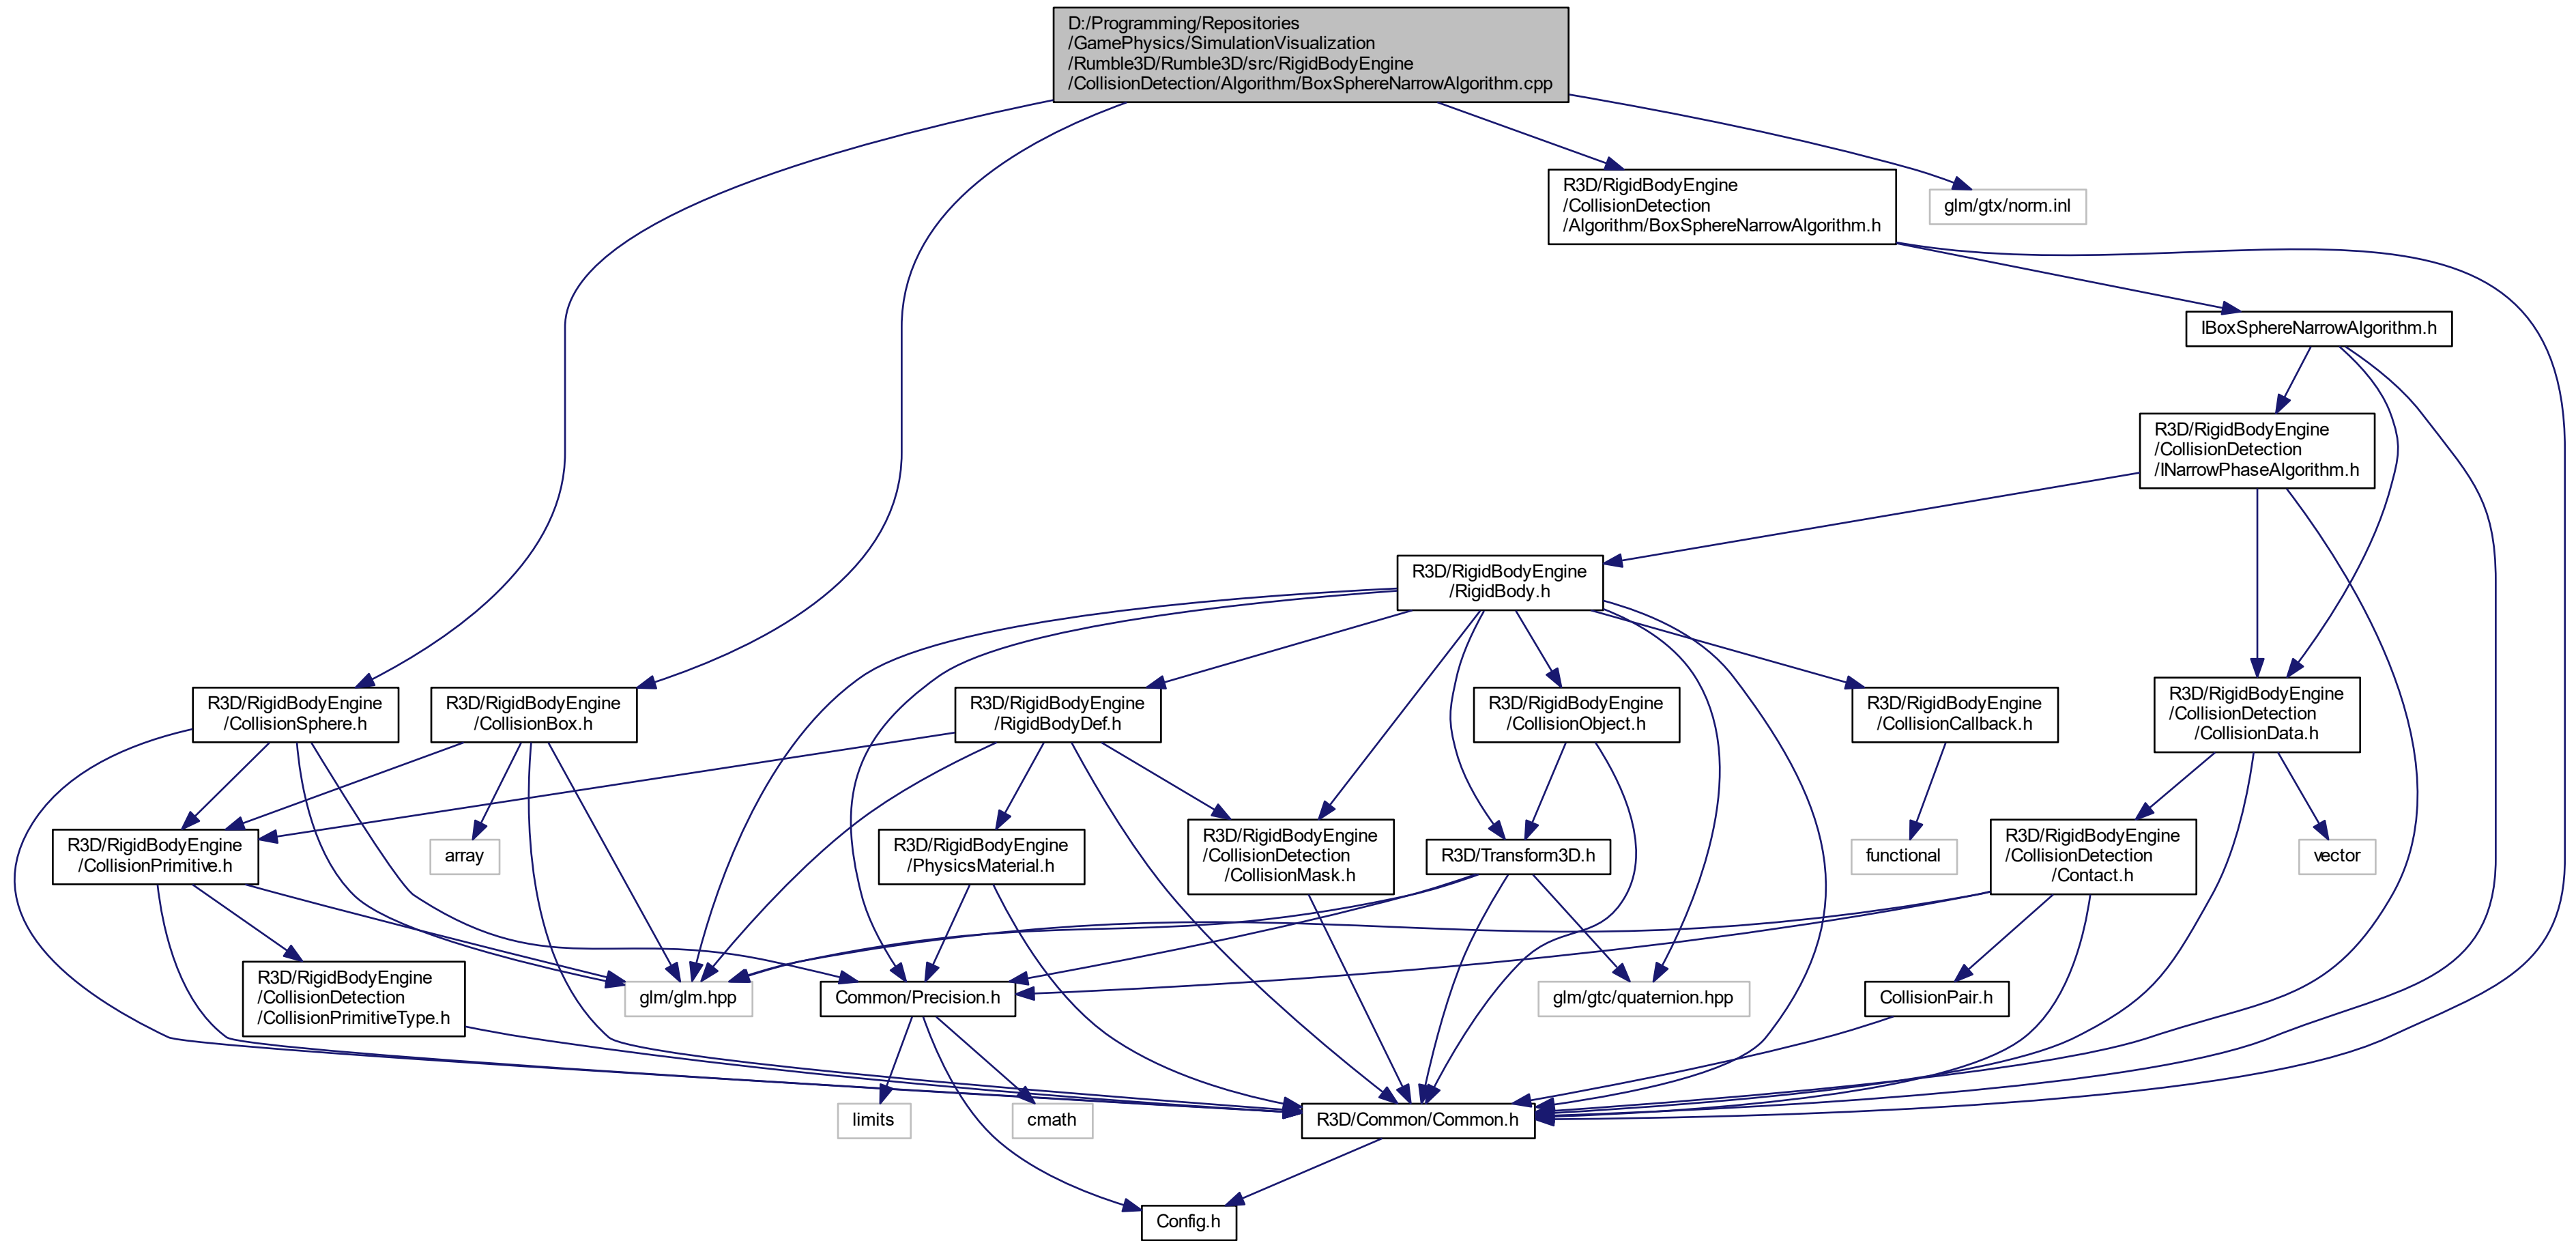 D:/Programming/Repositories
/GamePhysics/SimulationVisualization
/Rumble3D/Rumble3D/src/RigidBodyEngine
/CollisionDetection/Algorithm/BoxSphereNarrowAlgorithm.cpp
R3D/RigidBodyEngine
/CollisionDetection
/Algorithm/BoxSphereNarrowAlgorithm.h
glm/gtx/norm.inl
IBoxSphereNarrowAlgorithm.h
R3D/RigidBodyEngine
/CollisionDetection
/INarrowPhaseAlgorithm.h
R3D/RigidBodyEngine
/RigidBody.h
R3D/RigidBodyEngine
/CollisionSphere.h
R3D/RigidBodyEngine
/CollisionBox.h
R3D/RigidBodyEngine
/RigidBodyDef.h
R3D/RigidBodyEngine
/CollisionObject.h
R3D/RigidBodyEngine
/CollisionCallback.h
R3D/RigidBodyEngine
/CollisionDetection
/CollisionData.h
R3D/RigidBodyEngine
/CollisionPrimitive.h
array
R3D/RigidBodyEngine
/PhysicsMaterial.h
R3D/RigidBodyEngine
/CollisionDetection
/CollisionMask.h
R3D/Transform3D.h
functional
R3D/RigidBodyEngine
/CollisionDetection
/Contact.h
vector
R3D/RigidBodyEngine
/CollisionDetection
/CollisionPrimitiveType.h
glm/glm.hpp
Common/Precision.h
glm/gtc/quaternion.hpp
CollisionPair.h
limits
cmath
R3D/Common/Common.h
Config.h